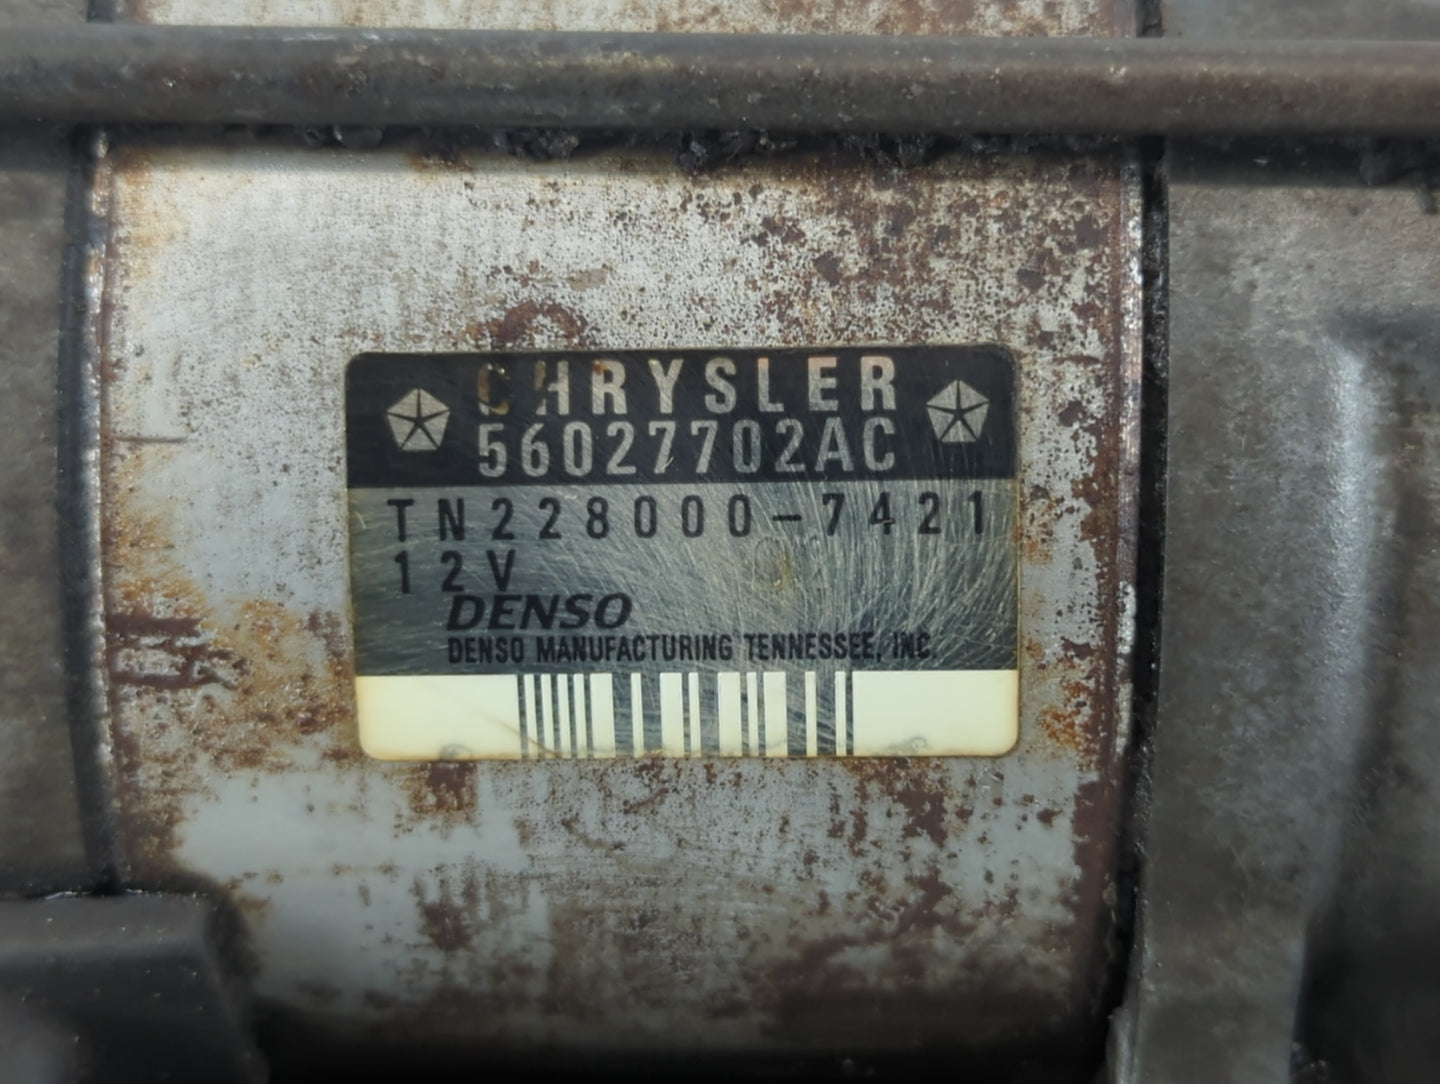 CHRYSLER
56027702AC
TN228000-7421
12V
DENSO
DENSO MANUFACTURING TENNESSEE, INC.